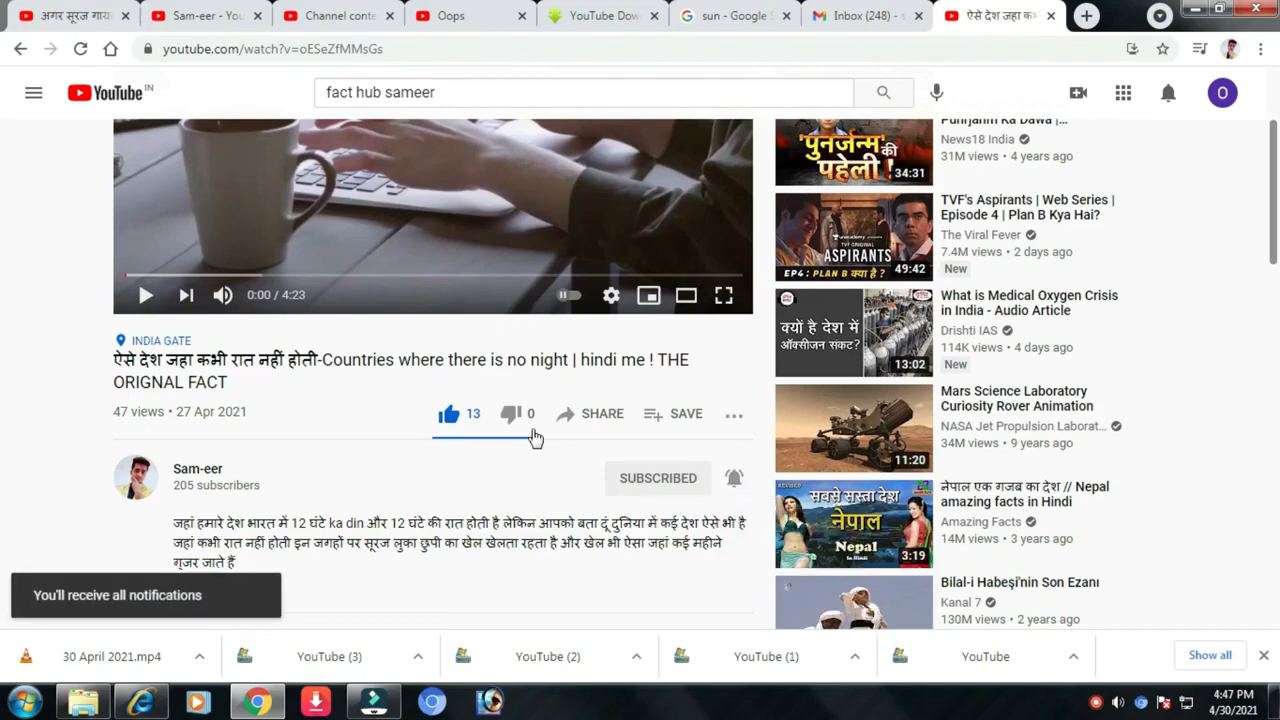 अगर सूरज गाय
Sam-eer - You
Channel conte
Oops
YouTube Dow
sun - Google S
Inbox (248) - s
ऐसे देश जहा क
youtube.com/watch?v=oESeZfMMsGs
YouTube IN
fact hub sameer
O
0:00 / 4:23
INDIA GATE
ऐसे देश जहा कभी रात नहीं होती-Countries where there is no night | hindi me ! THE
ORIGNAL FACT
47 views • 27 Apr 2021
13
0
SHARE
SAVE
Sam-eer
205 subscribers
SUBSCRIBED
जहां हमारे देश भारत में 12 घंटे ka din और 12 घंटे की रात होती है लेकिन आपको बता दूं दुनिया में कई देश ऐसे भी है
जहां कभी रात नहीं होती इन जगहों पर सूरज लुका छुपी का खेल खेलता रहता है और खेल भी ऐसा जहां कई महीने
गुजर जाते हैं
You'll receive all notifications
'पुनर्जन्म' की
पहेली !
34:31
Punrjanm Ka Dawa |...
News18 India
31M views • 4 years ago
TVF ORIGINAL
ASPIRANTS
EP4 : PLAN B क्या है ?
49:42
TVF's Aspirants | Web Series |
Episode 4 | Plan B Kya Hai?
The Viral Fever
7.4M views • 2 days ago
New
क्यों है देश में
ऑक्सीजन संकट?
13:02
What is Medical Oxygen Crisis
in India - Audio Article
Drishti IAS
114K views • 4 days ago
New
11:20
Mars Science Laboratory
Curiosity Rover Animation
NASA Jet Propulsion Laborat...
34M views • 9 years ago
सबसे सस्ता देश
नेपाल
Nepal
in Hindi
3:19
नेपाल एक गजब का देश // Nepal
amazing facts in Hindi
Amazing Facts
14M views • 3 years ago
Bilal-i Habeşi'nin Son Ezanı
Kanal 7
130M views • 2 years ago
30 April 2021.mp4
YouTube (3)
YouTube (2)
YouTube (1)
YouTube
Show all
4:47 PM
4/30/2021